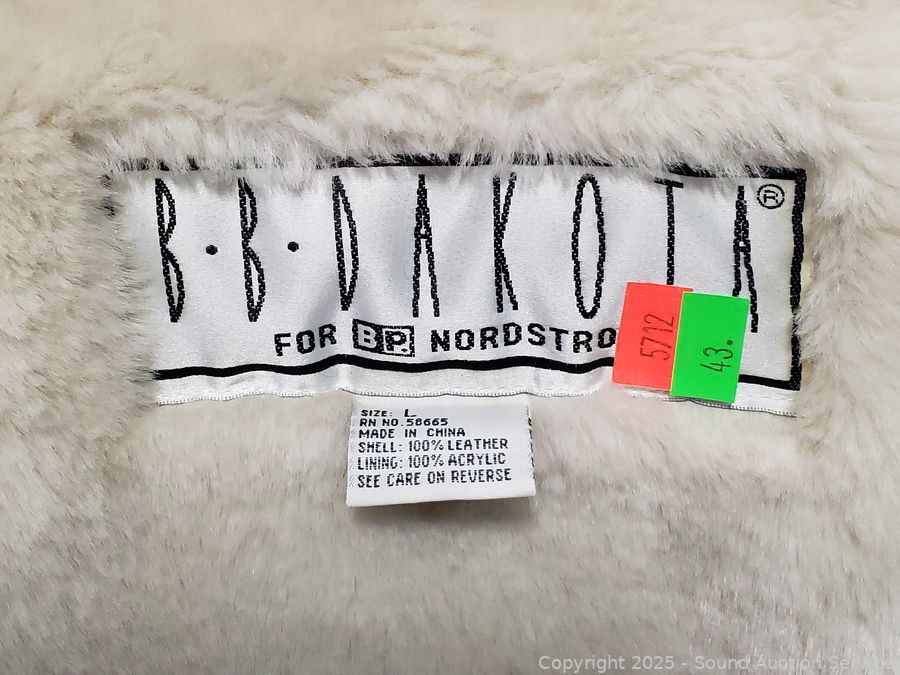 B·B·DAKOTA®
FOR BP. NORDSTRO
5712
43.
SIZE: L
RN NO.58665
MADE IN CHINA
SHELL: 100% LEATHER
LINING: 100% ACRYLIC
SEE CARE ON REVERSE
Copyright 2025 - Sound Auction Service